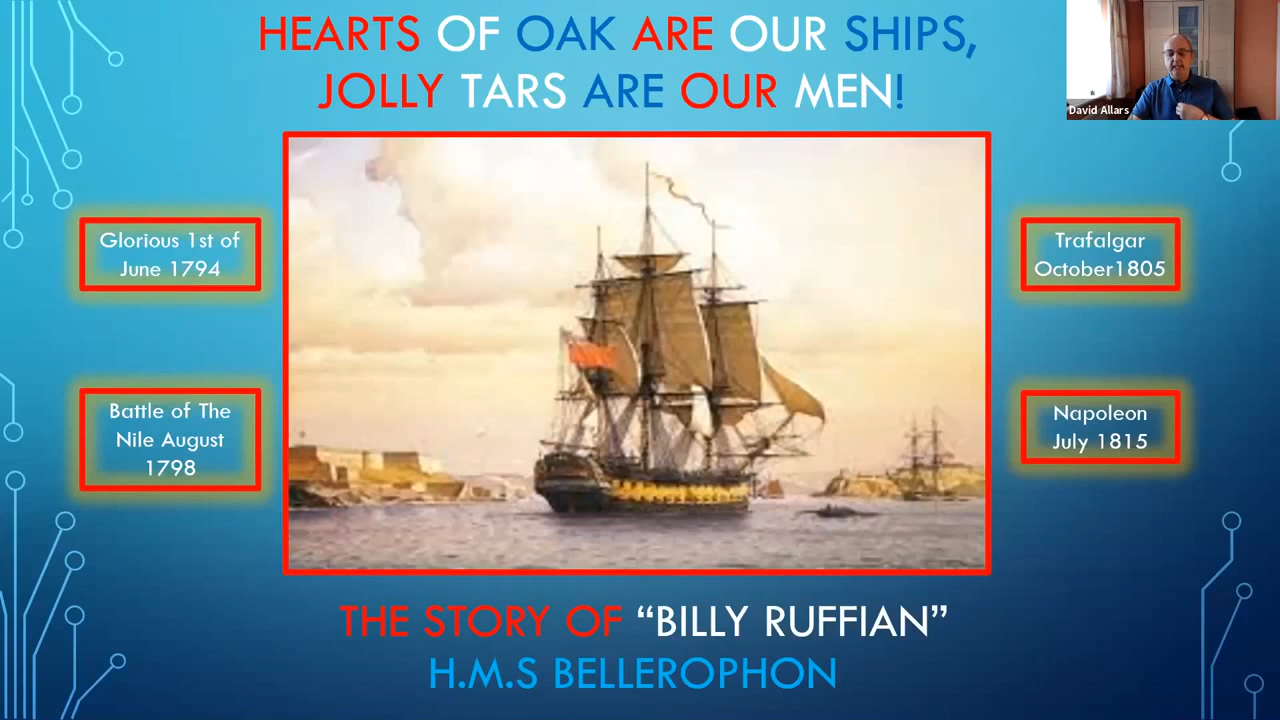 HEARTS OF OAK ARE OUR SHIPS,
JOLLY TARS ARE OUR MEN!
David Allars
Glorious 1st of
June 1794
Trafalgar
October1805
Battle of The
Nile August
1798
Napoleon
July 1815
THE STORY OF “BILLY RUFFIAN”
H.M.S BELLEROPHON